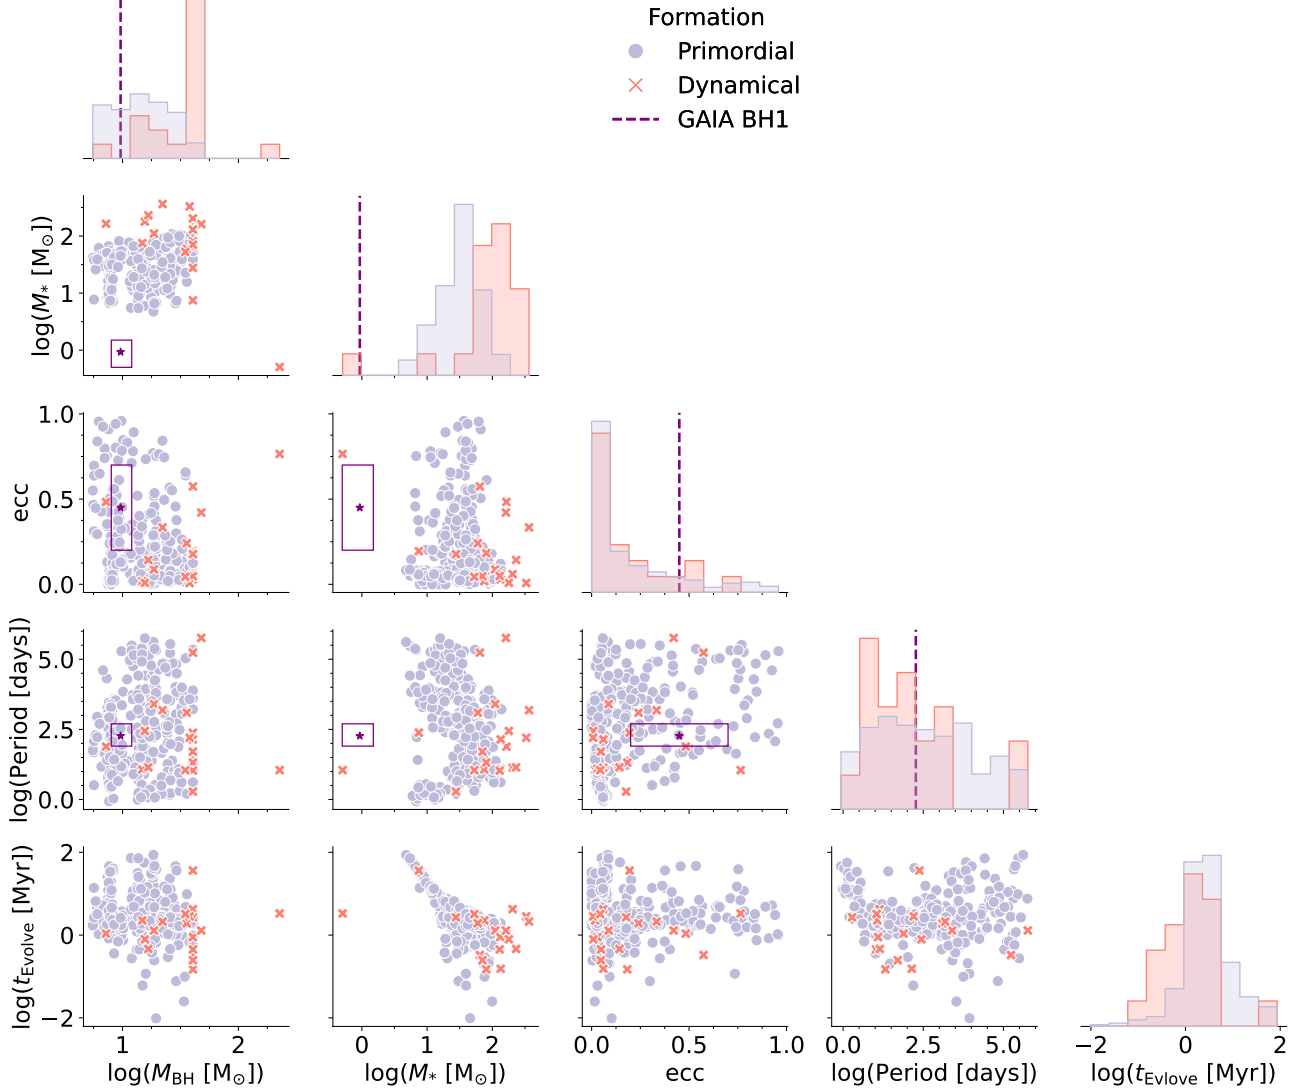 Formation
Primordial
Dynamical
GAIA BH1
log(M* [M⊙])
2
1
0
ecc
1.0
0.5
0.0
log(Period [days])
5.0
2.5
0.0
log(tEvolve [Myr])
2
0
−2
1 2
0 1 2
0.0 0.5 1.0
0.0 2.5 5.0
−2 0 2
log(MBH [M⊙])
log(M* [M⊙])
ecc
log(Period [days])
log(tEvlove [Myr])